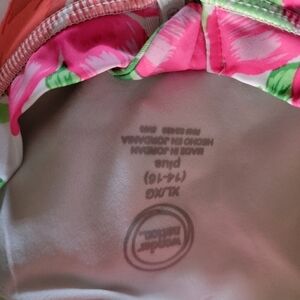 wonder
nation
XL/XG
(14-16)
plus
MADE IN JORDAN
HECHO EN JORDANIA